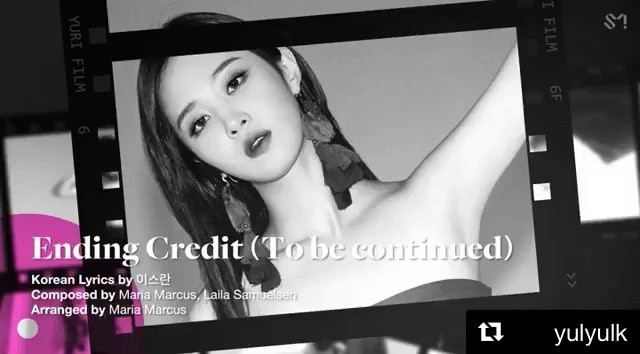 YURI FILM
6
YURI FILM
6F
SM
Ending Credit (To be continued)
Korean Lyrics by 이스란
Composed by Maria Marcus, Laila Samuelsen
Arranged by Maria Marcus
yulyulk